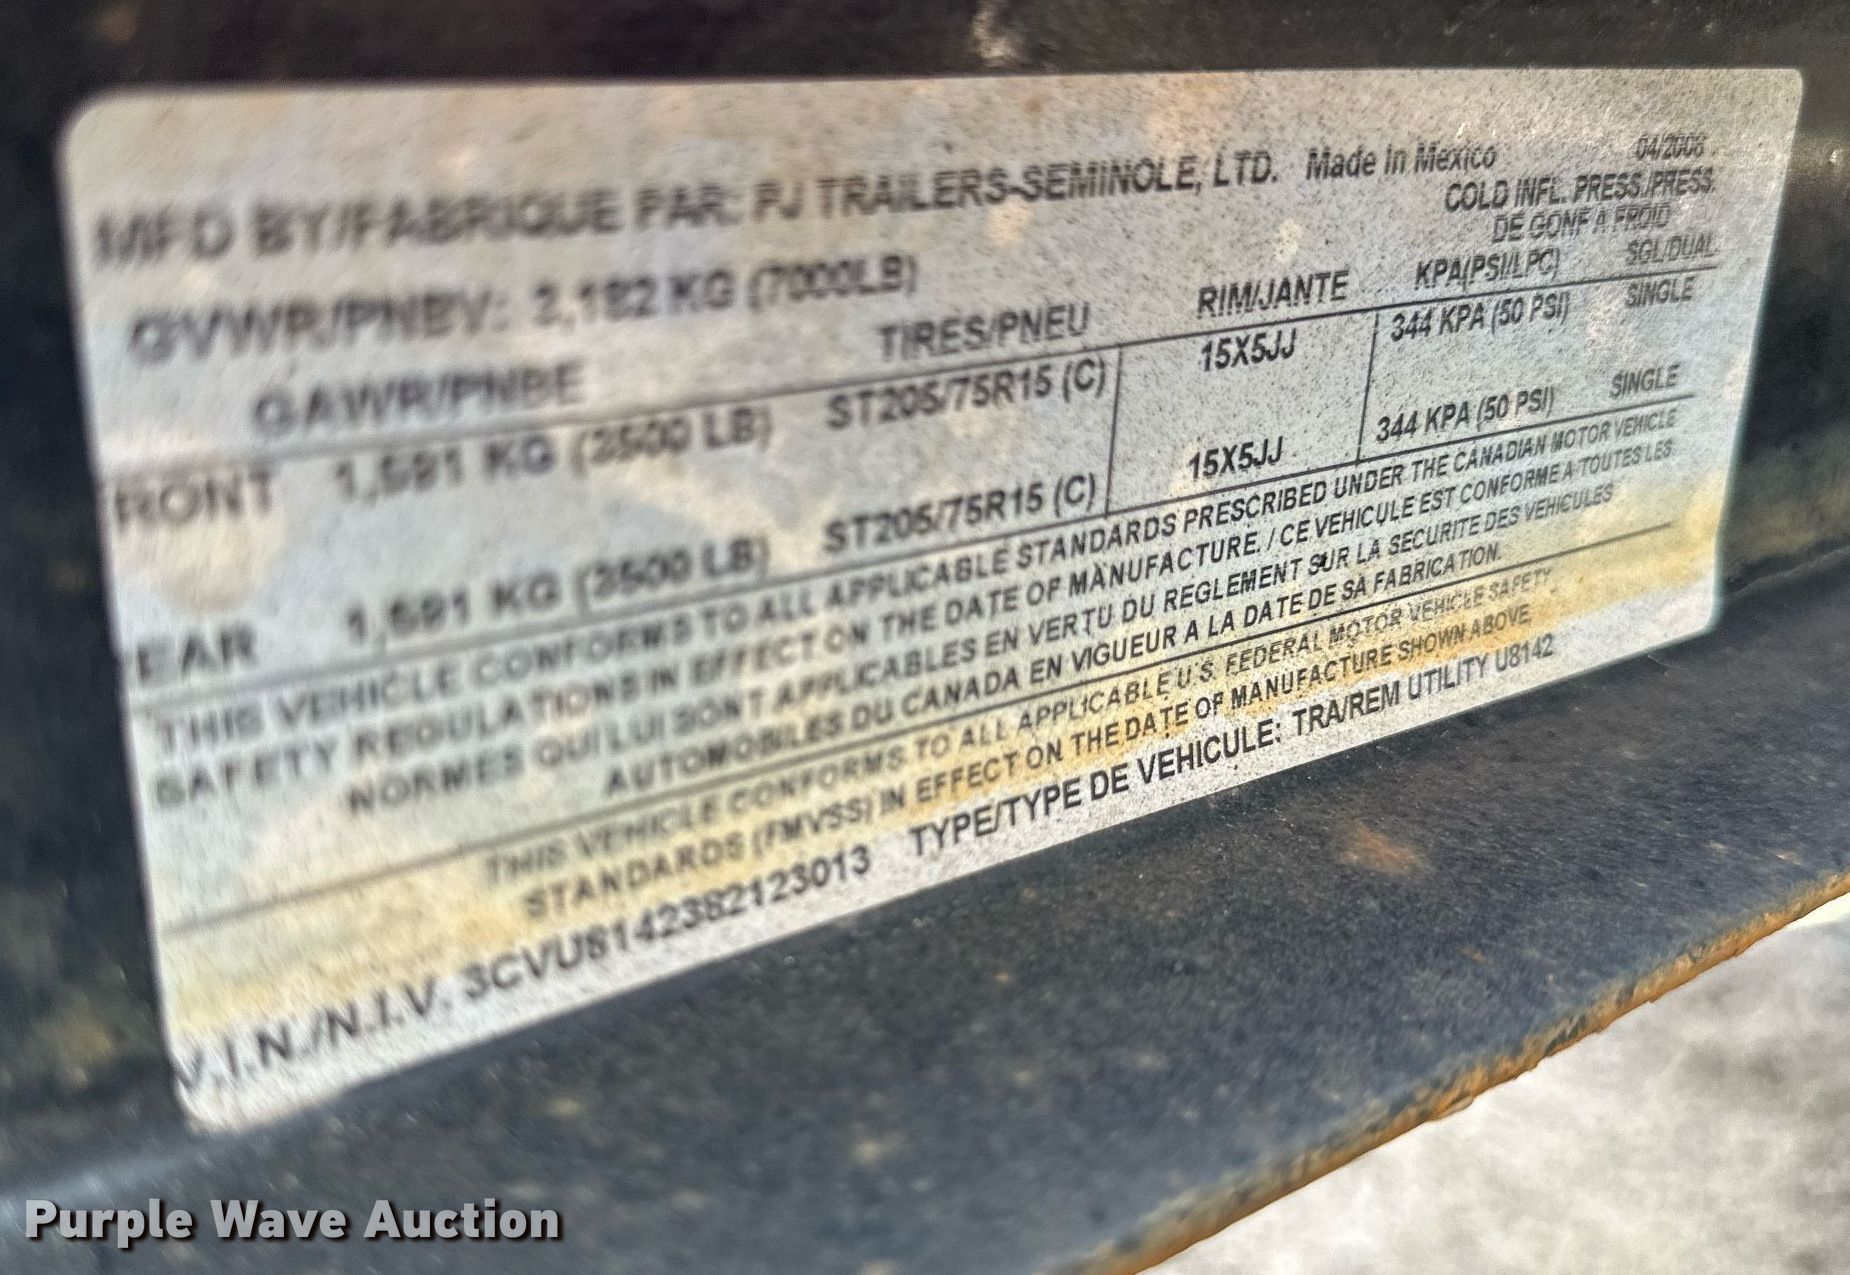 MFD BY/FABRIQUE PAR: PJ TRAILERS-SEMINOLE, LTD. Made In Mexico 04/2008
COLD INFL. PRESS./PRESS.
DE GONF A FROID
GVWR/PNBV: 3,182 KG (7000LB)
KPA(PSI/LPC) SGL/DUAL
GAWR/PNBE TIRES/PNEU RIM/JANTE
FRONT 1,591 KG (3500 LB) ST205/75R15 (C) 15X5JJ 344 KPA (50 PSI) SINGLE
REAR 1,591 KG (3500 LB) ST205/75R15 (C) 15X5JJ 344 KPA (50 PSI) SINGLE
THIS VEHICLE CONFORMS TO ALL APPLICABLE STANDARDS PRESCRIBED UNDER THE CANADIAN MOTOR VEHICLE
SAFETY REGULATIONS IN EFFECT ON THE DATE OF MANUFACTURE. / CE VEHICULE EST CONFORME A TOUTES LES
NORMES QUI LUI SONT APPLICABLES EN VERTU DU REGLEMENT SUR LA SECURITE DES VEHICULES
AUTOMOBILES DU CANADA EN VIGUEUR A LA DATE DE SA FABRICATION.
THIS VEHICLE CONFORMS TO ALL APPLICABLE U.S. FEDERAL MOTOR VEHICLE SAFETY
STANDARDS (FMVSS) IN EFFECT ON THE DATE OF MANUFACTURE SHOWN ABOVE.
V.I.N./N.I.V. 3CVU8142382123013 TYPE/TYPE DE VEHICULE: TRA/REM UTILITY U8142
Purple Wave Auction